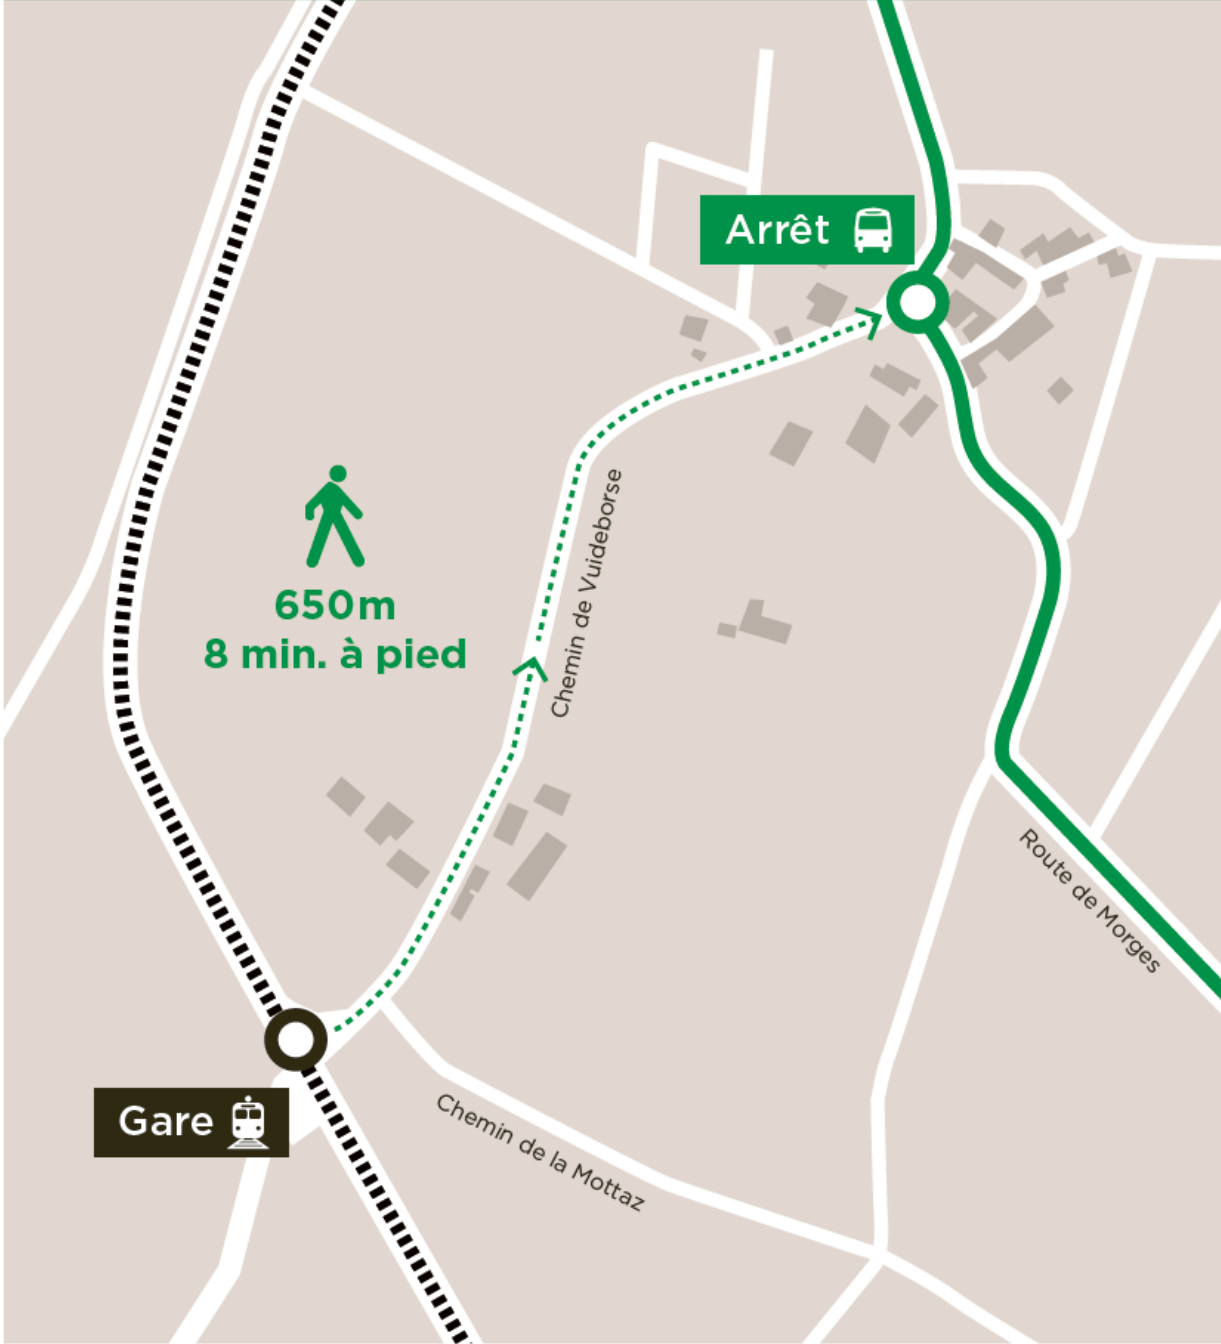 Arrêt
Chemin de Vuideborse
650m
8 min. à pied
Route de Morges
Gare
Chemin de la Mottaz